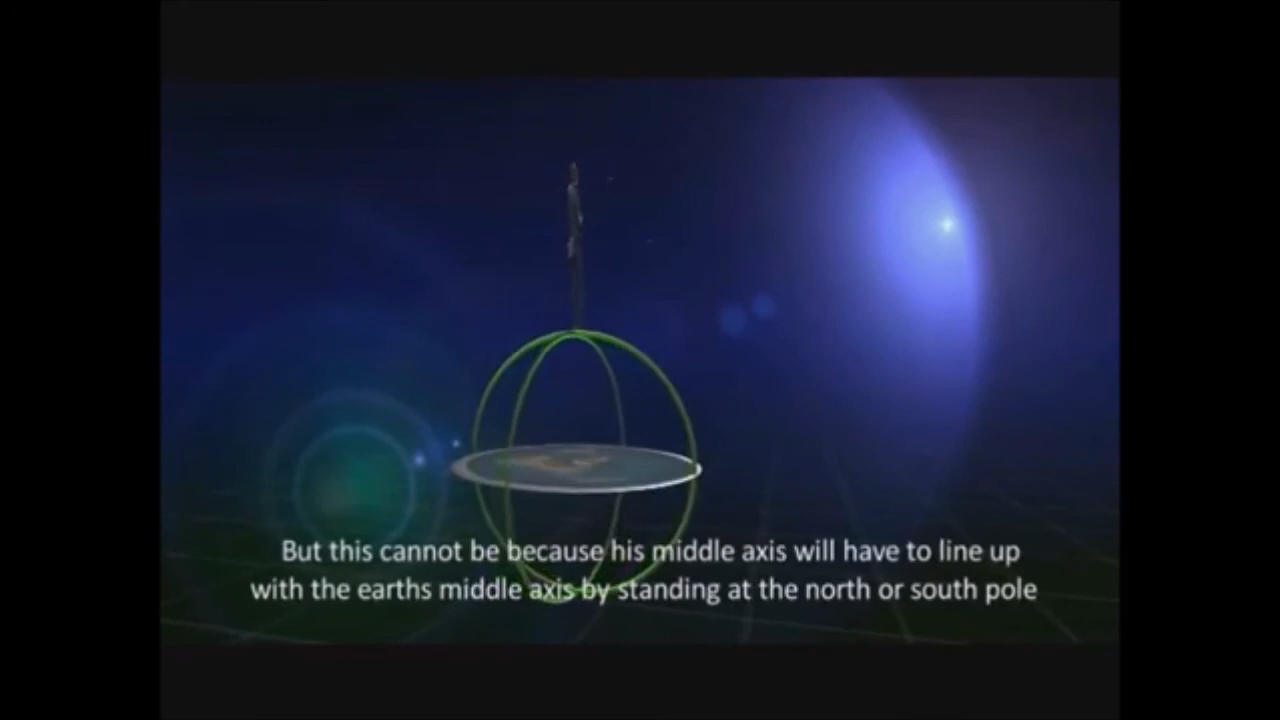 But this cannot be because his middle axis will have to line up
with the earths middle axis by standing at the north or south pole